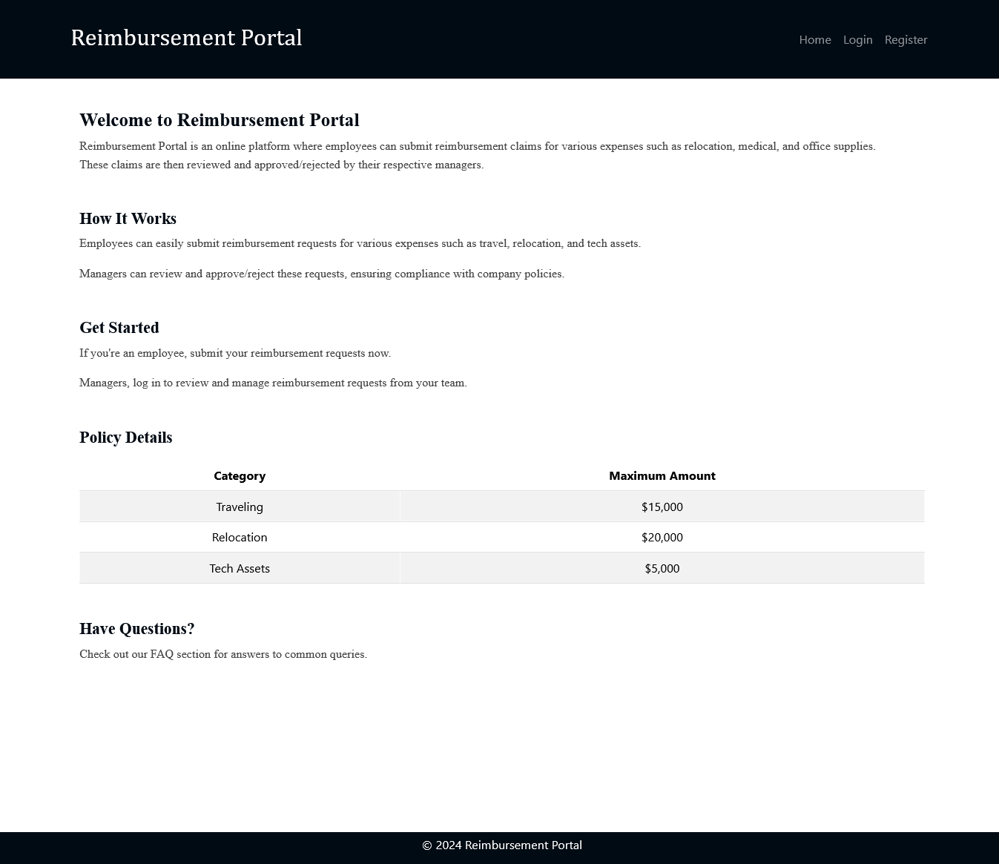 Reimbursement Portal
Home Login Register
Welcome to Reimbursement Portal
Reimbursement Portal is an online platform where employees can submit reimbursement claims for various expenses such as relocation, medical, and office supplies.
These claims are then reviewed and approved/rejected by their respective managers.
How It Works
Employees can easily submit reimbursement requests for various expenses such as travel, relocation, and tech assets.
Managers can review and approve/reject these requests, ensuring compliance with company policies.
Get Started
If you're an employee, submit your reimbursement requests now.
Managers, log in to review and manage reimbursement requests from your team.
Policy Details
Category Maximum Amount
Traveling $15,000
Relocation $20,000
Tech Assets $5,000
Have Questions?
Check out our FAQ section for answers to common queries.
© 2024 Reimbursement Portal